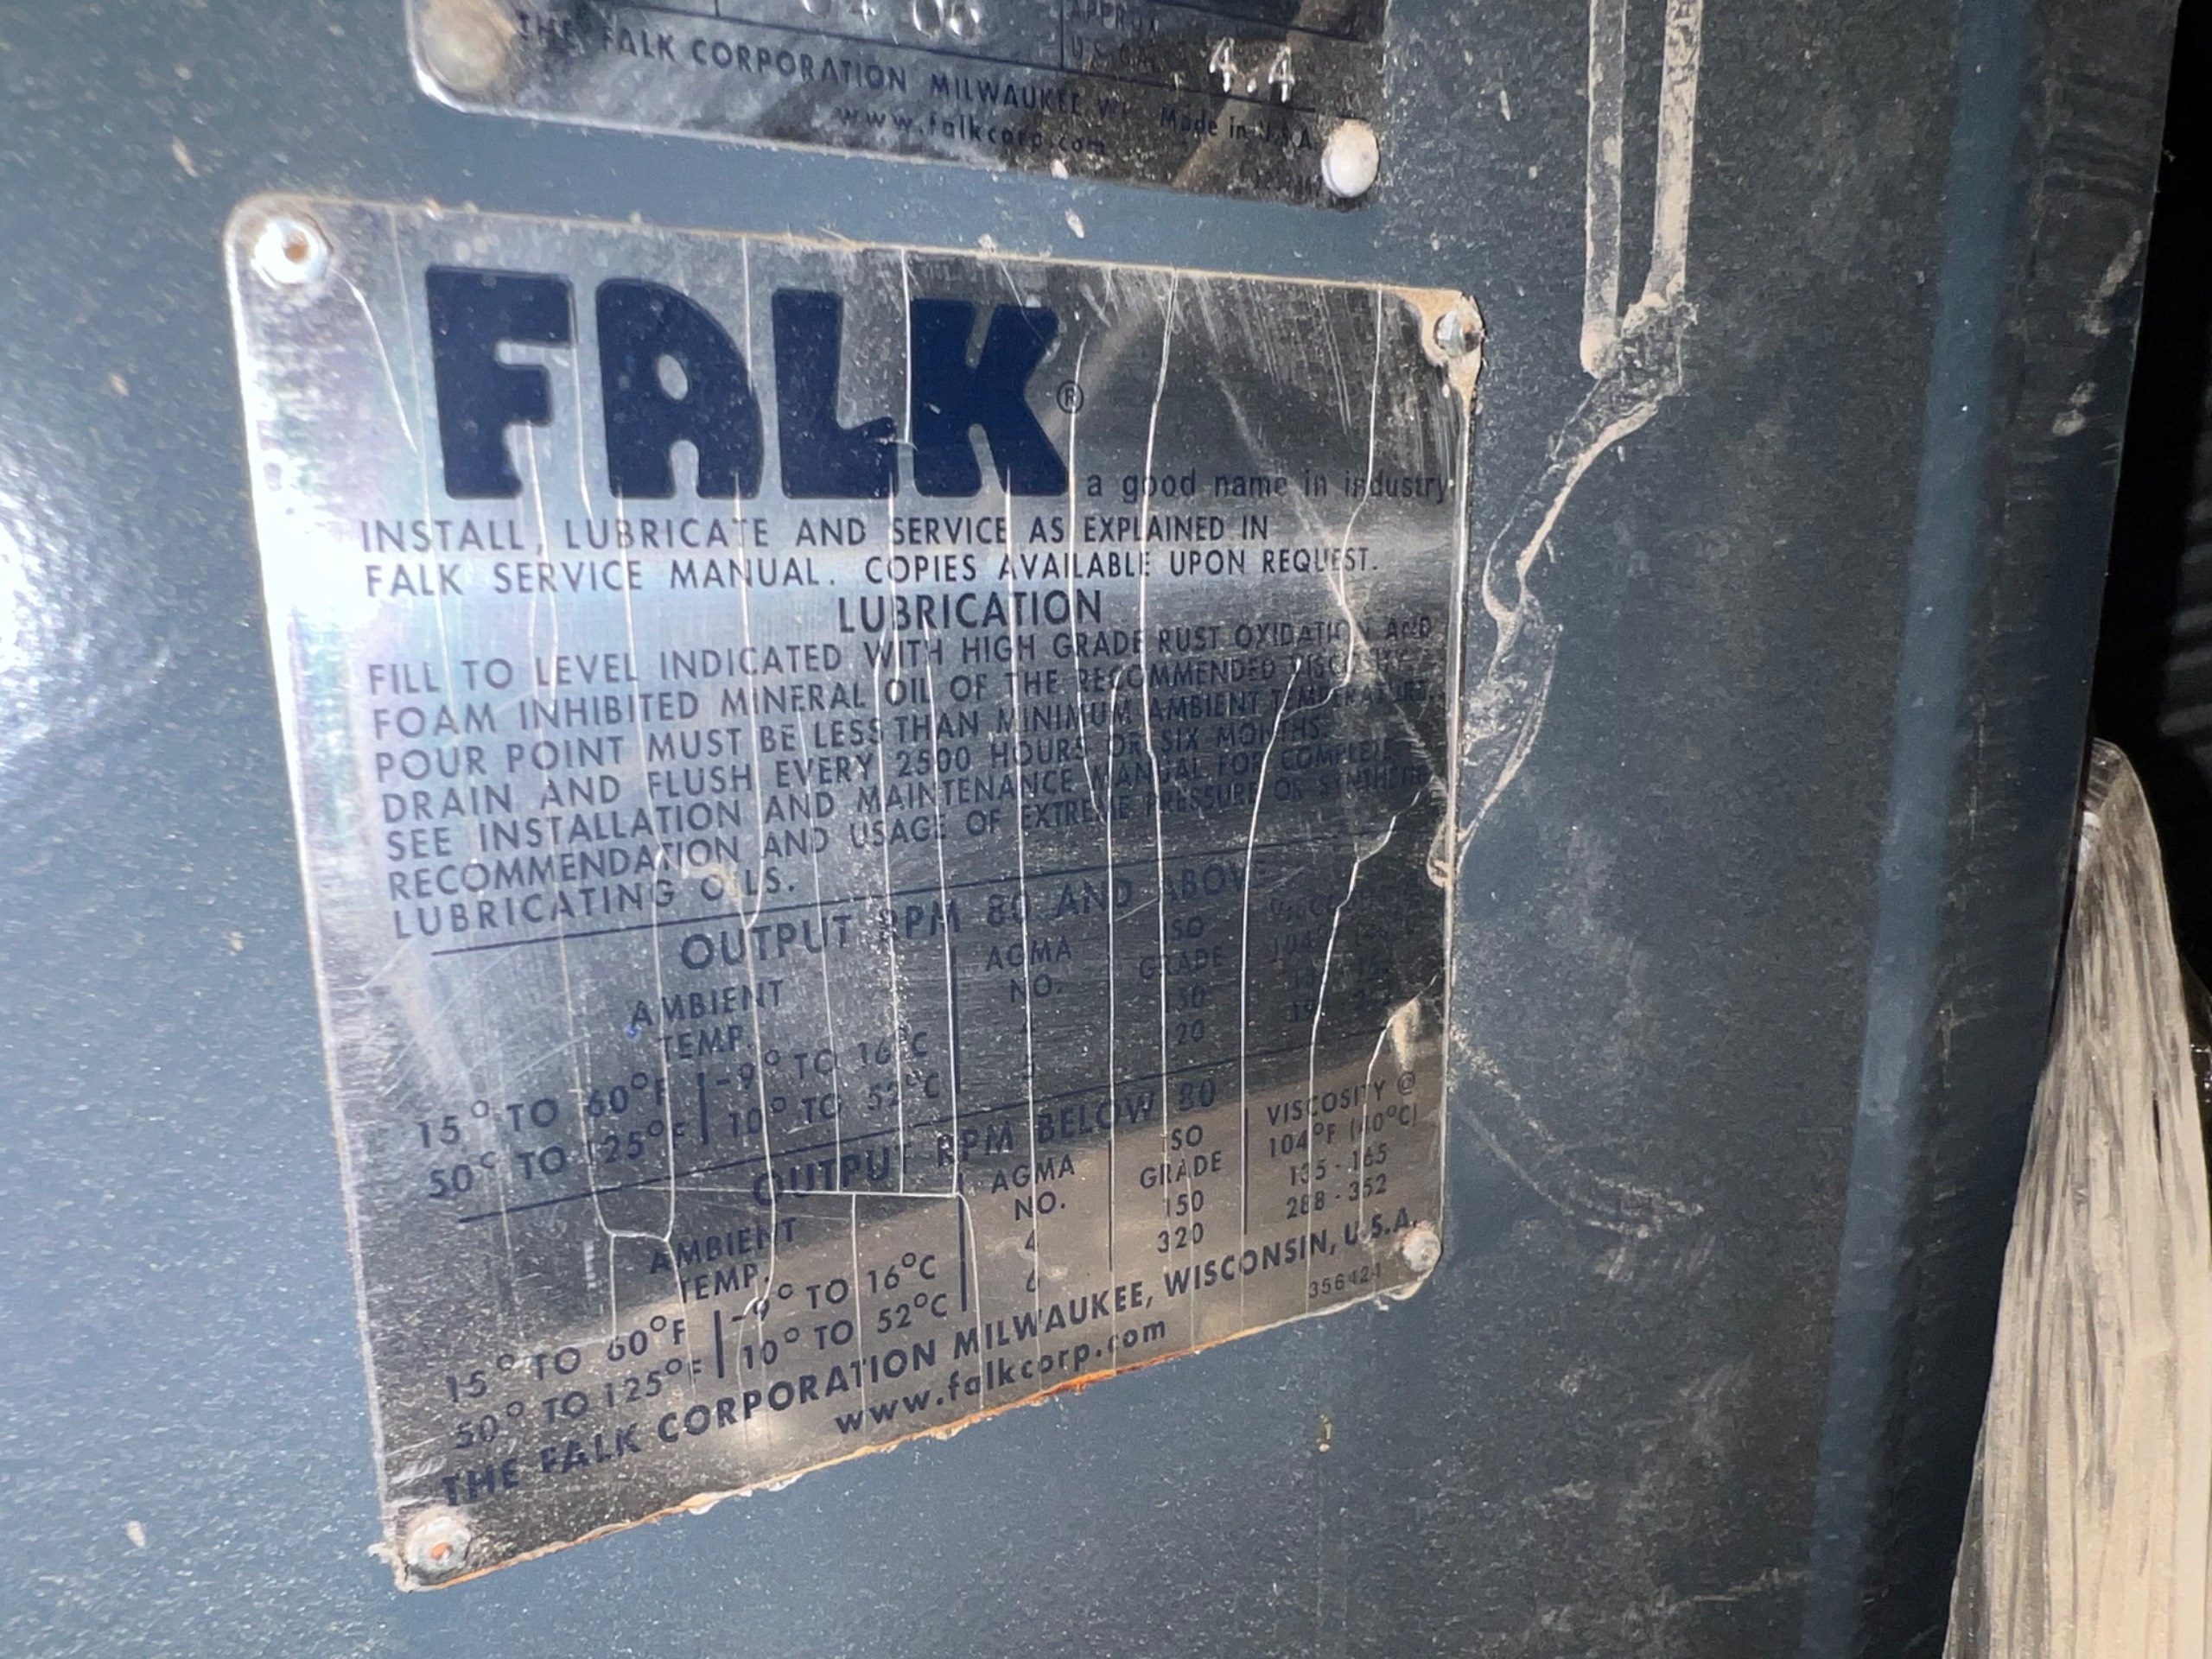 APPROX
4.4
THE FALK CORPORATION MILWAUKEE WI. Made in U.S.A.
www.falkcorp.com
FALK®
a good name in industry
INSTALL, LUBRICATE AND SERVICE AS EXPLAINED IN
FALK SERVICE MANUAL. COPIES AVAILABLE UPON REQUEST.
LUBRICATION
FILL TO LEVEL INDICATED WITH HIGH GRADE RUST OXIDATION AND
FOAM INHIBITED MINERAL OIL OF THE RECOMMENDED VISCOSITY
POUR POINT MUST BE LESS THAN MINIMUM AMBIENT TEMPERATURE.
DRAIN AND FLUSH EVERY 2500 HOURS OR SIX MONTHS
SEE INSTALLATION AND MAINTENANCE MANUAL FOR COMPLETE
RECOMMENDATION AND USAGE OF EXTREME PRESSURE OR SYNTHETIC
LUBRICATING OILS.
OUTPUT RPM 80 AND ABOVE
AMBIENT TEMP. AGMA NO. ISO GRADE
15° TO 60°F -9° TO 16°C 4 150
50° TO 125°F 10° TO 52°C 5
OUTPUT RPM BELOW 80
AMBIENT TEMP. AGMA NO. ISO GRADE VISCOSITY @ 104°F (40°C)
15° TO 60°F -9° TO 16°C 4 150 135-165
50° TO 125°F 10° TO 52°C 6 320 288-352
THE FALK CORPORATION MILWAUKEE, WISCONSIN, U.S.A.
www.falkcorp.com 356424